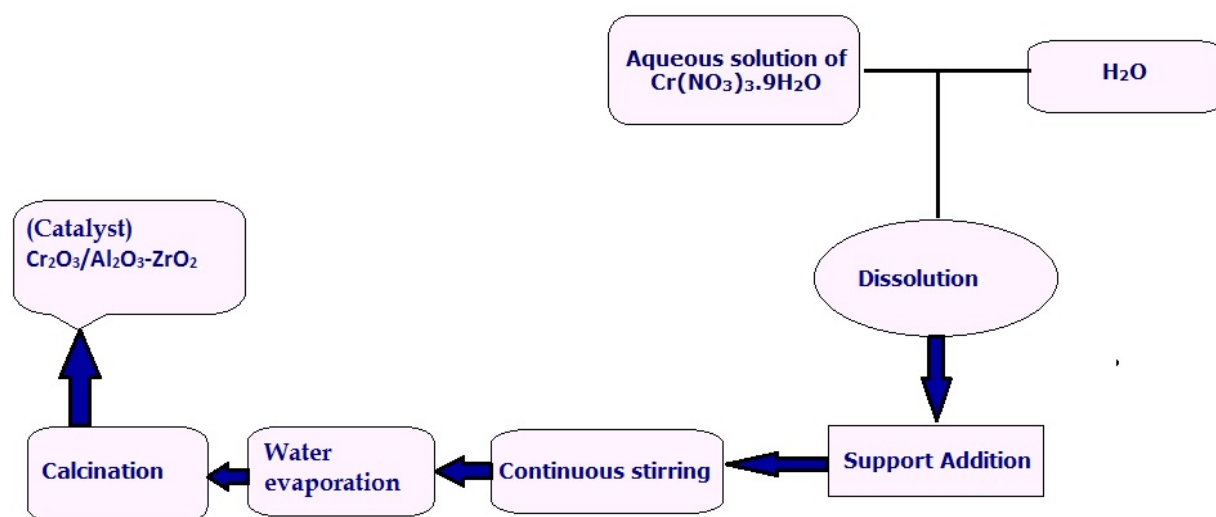 Aqueous solution of
Cr(NO₃)₃.9H₂O
H₂O
Dissolution
Support Addition
Continuous stirring
Water
evaporation
Calcination
(Catalyst)
Cr₂O₃/Al₂O₃-ZrO₂